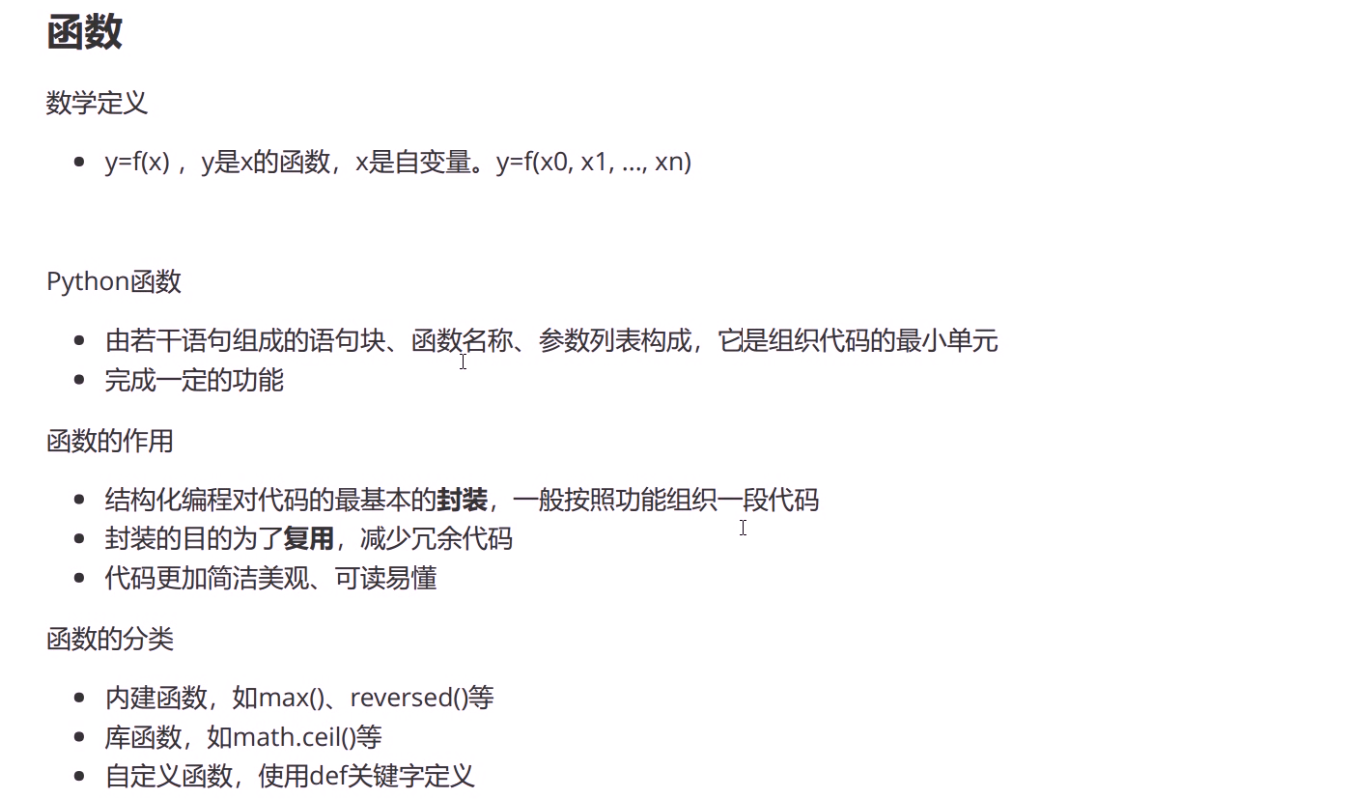 函数
数学定义
y=f(x) ，y是x的函数，x是自变量。y=f(x0, x1, ..., xn)
Python函数
由若干语句组成的语句块、函数名称、参数列表构成，它是组织代码的最小单元
完成一定的功能
函数的作用
结构化编程对代码的最基本的封装，一般按照功能组织一段代码
封装的目的为了复用，减少冗余代码
代码更加简洁美观、可读易懂
函数的分类
内建函数，如max()、reversed()等
库函数，如math.ceil()等
自定义函数，使用def关键字定义